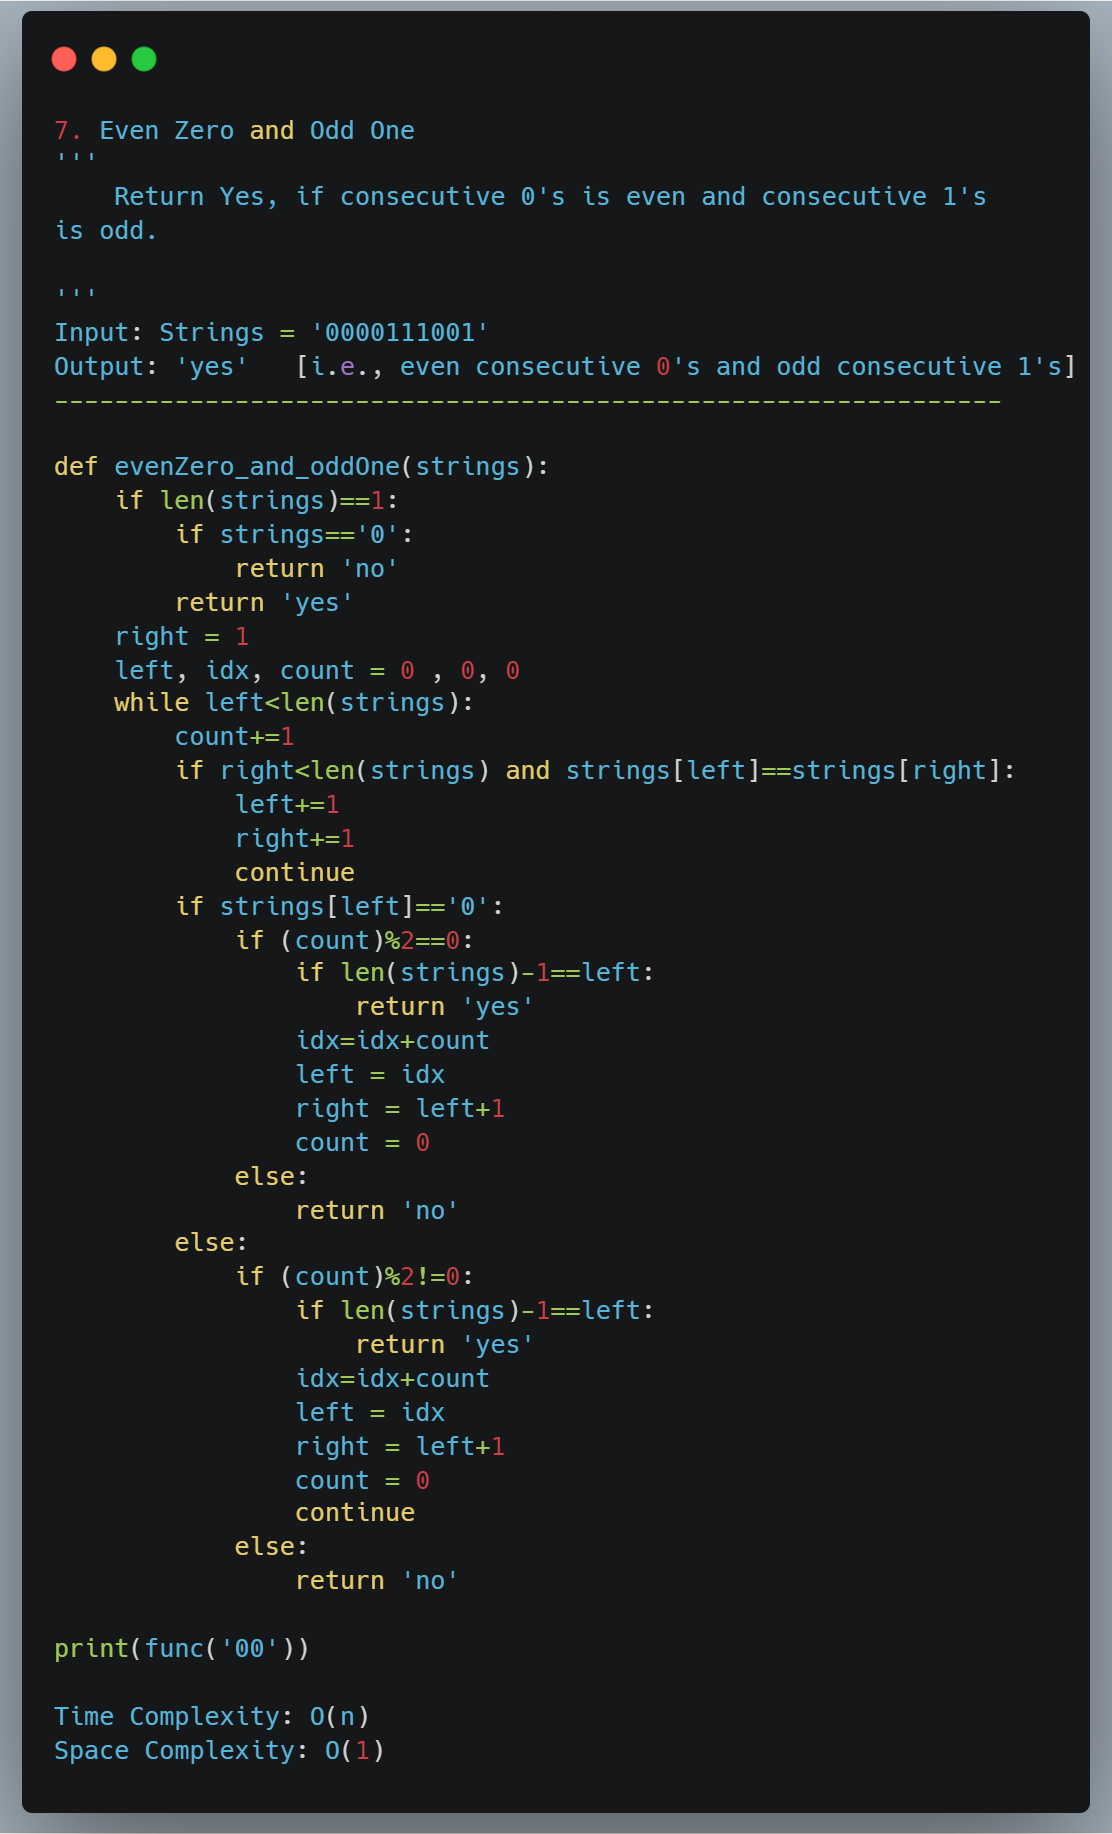 7. Even Zero and Odd One
'''
    Return Yes, if consecutive 0's is even and consecutive 1's
is odd.

'''
Input: Strings = '0000111001'
Output: 'yes'   [i.e., even consecutive 0's and odd consecutive 1's]
---------------------------------------------------------------

def evenZero_and_oddOne(strings):
    if len(strings)==1:
        if strings=='0':
            return 'no'
        return 'yes'
    right = 1
    left, idx, count = 0 , 0, 0
    while left<len(strings):
        count+=1
        if right<len(strings) and strings[left]==strings[right]:
            left+=1
            right+=1
            continue
        if strings[left]=='0':
            if (count)%2==0:
                if len(strings)-1==left:
                    return 'yes'
                idx=idx+count
                left = idx
                right = left+1
                count = 0
            else:
                return 'no'
        else:
            if (count)%2!=0:
                if len(strings)-1==left:
                    return 'yes'
                idx=idx+count
                left = idx
                right = left+1
                count = 0
                continue
            else:
                return 'no'

print(func('00'))

Time Complexity: O(n)
Space Complexity: O(1)